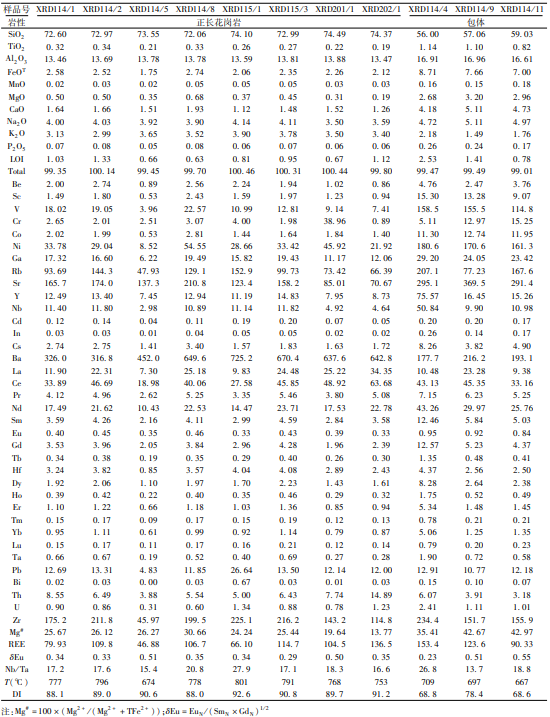 样品号 XRD114/1 XRD114/2 XRD114/5 XRD114/8 XRD115/1 XRD115/3 XRD201/1 XRD202/1 XRD114/4 XRD114/9 XRD114/11
岩性 正长花岗岩 包体
SiO2 72.60 72.97 73.55 72.06 74.10 72.99 74.49 74.37 56.00 57.06 59.03
TiO2 0.32 0.34 0.21 0.33 0.26 0.27 0.22 0.19 1.14 1.10 0.82
Al2O3 13.46 13.69 13.78 13.78 13.59 13.81 13.88 13.47 16.91 16.96 16.61
FeOT 2.58 2.52 1.75 2.74 2.06 2.35 2.26 2.12 8.71 7.66 7.00
MnO 0.02 0.03 0.02 0.05 0.05 0.05 0.02 0.03 0.16 0.15 0.18
MgO 0.50 0.50 0.35 0.68 0.37 0.45 0.31 0.19 2.68 3.20 2.96
CaO 1.64 1.66 1.51 1.93 1.12 1.48 1.52 1.26 4.18 5.11 4.73
Na2O 4.00 4.03 3.92 3.90 4.14 4.11 3.50 3.59 4.72 5.11 4.97
K2O 3.13 2.99 3.65 3.52 3.90 3.78 3.50 3.40 2.18 1.49 1.76
P2O5 0.07 0.08 0.05 0.08 0.06 0.07 0.06 0.06 0.26 0.24 0.17
LOI 1.03 1.33 0.66 0.63 0.81 0.95 0.67 1.12 2.53 1.41 0.78
Total 99.35 100.14 99.45 99.70 100.46 100.31 100.44 99.80 99.47 99.49 99.01
Be 2.00 2.74 0.89 2.56 2.24 1.94 1.02 0.86 4.76 2.47 3.76
Sc 1.49 1.80 0.53 2.43 1.59 1.97 1.23 0.94 15.30 13.28 9.07
V 18.02 19.05 3.96 22.57 10.99 12.81 9.14 7.41 158.5 155.5 114.8
Cr 2.65 2.01 2.51 3.07 4.00 1.98 38.96 0.89 5.11 12.97 15.25
Co 2.02 1.99 0.53 2.81 1.44 1.64 1.84 1.40 11.30 12.74 11.95
Ni 33.78 29.04 8.52 54.55 28.66 33.42 45.92 21.92 180.6 170.6 161.3
Ga 17.32 16.60 6.22 19.49 15.82 19.43 11.17 12.06 29.20 24.05 23.42
Rb 93.69 144.3 47.93 129.1 152.9 99.73 73.42 66.39 207.1 77.23 167.6
Sr 165.7 174.0 137.3 210.8 123.4 158.2 85.01 70.67 295.1 369.5 291.4
Y 12.49 13.40 7.45 12.94 11.19 14.83 7.95 8.73 75.57 16.45 15.26
Nb 11.40 11.80 2.98 10.89 11.14 11.82 4.92 4.64 50.84 9.90 10.98
Cd 0.12 0.14 0.04 0.11 0.19 0.20 0.07 0.05 0.20 0.20 0.17
In 0.03 0.03 0.01 0.04 0.05 0.05 0.02 0.02 0.26 0.14 0.17
Cs 2.74 2.75 1.41 3.40 1.57 1.83 1.63 1.72 8.26 3.82 4.90
Ba 326.0 316.8 452.0 649.6 725.2 670.4 637.6 642.8 177.7 216.2 193.1
La 11.90 22.31 7.30 25.18 9.83 24.48 25.22 34.35 10.48 23.28 9.38
Ce 33.89 46.69 18.98 40.06 27.58 45.85 48.92 63.68 43.13 45.45 33.16
Pr 4.12 4.96 2.62 5.25 3.35 5.46 3.80 5.08 7.15 6.23 5.25
Nd 17.49 21.62 10.43 22.53 14.47 23.71 17.53 22.78 43.26 29.97 25.76
Sm 3.59 4.26 2.16 4.11 2.99 4.59 2.84 3.58 12.46 5.84 5.03
Eu 0.40 0.45 0.35 0.46 0.33 0.43 0.39 0.33 0.95 0.92 0.84
Gd 3.53 3.96 2.05 3.84 2.96 4.28 1.96 2.39 12.57 5.23 4.37
Tb 0.34 0.38 0.19 0.35 0.29 0.40 0.26 0.30 1.35 0.48 0.41
Hf 3.24 3.82 0.85 3.57 4.04 4.08 2.89 2.43 4.37 2.76 2.50
Dy 1.92 2.06 1.10 1.97 1.70 2.23 1.43 1.61 8.28 2.64 2.38
Ho 0.39 0.42 0.22 0.40 0.35 0.46 0.29 0.32 1.75 0.52 0.49
Er 1.10 1.22 0.66 1.18 1.03 1.36 0.85 0.94 5.34 1.48 1.45
Tm 0.15 0.17 0.09 0.17 0.15 0.19 0.12 0.13 0.78 0.21 0.21
Yb 0.95 1.11 0.61 0.99 0.92 1.14 0.79 0.87 5.06 1.25 1.35
Lu 0.15 0.17 0.11 0.17 0.16 0.21 0.12 0.14 0.79 0.20 0.23
Ta 0.66 0.67 0.19 0.52 0.40 0.69 0.27 0.28 1.90 0.72 0.58
Pb 12.69 13.31 4.83 11.85 26.64 13.50 12.14 12.00 12.91 10.77 12.18
Bi 0.02 0.03 0.00 0.03 0.67 0.03 0.01 0.03 0.15 0.10 0.07
Th 8.55 6.49 3.88 5.54 5.00 6.43 7.74 14.89 6.07 3.91 3.18
U 0.90 0.86 0.31 0.60 1.34 0.88 0.78 1.23 2.41 1.11 1.01
Zr 175.2 211.8 45.97 199.5 225.1 216.2 143.2 114.8 234.4 151.7 155.9
Mg# 25.67 26.12 26.27 30.66 24.24 25.44 19.64 13.77 35.41 42.67 42.97
REE 79.93 109.8 46.88 106.7 66.10 114.7 104.5 136.5 153.4 123.6 90.33
δEu 0.34 0.33 0.51 0.35 0.34 0.29 0.50 0.35 0.23 0.51 0.55
Nb/Ta 17.2 17.6 15.4 20.8 27.9 17.1 18.3 16.6 26.8 13.7 18.8
T(℃) 777 796 674 778 801 791 768 753 709 697 667
DI 88.1 89.0 90.6 88.0 92.6 90.8 89.7 91.2 68.8 78.4 68.6
注:Mg#=100×(Mg2+/(Mg2++TFe2+));δEu=EuN/(SmN×GdN)1/2